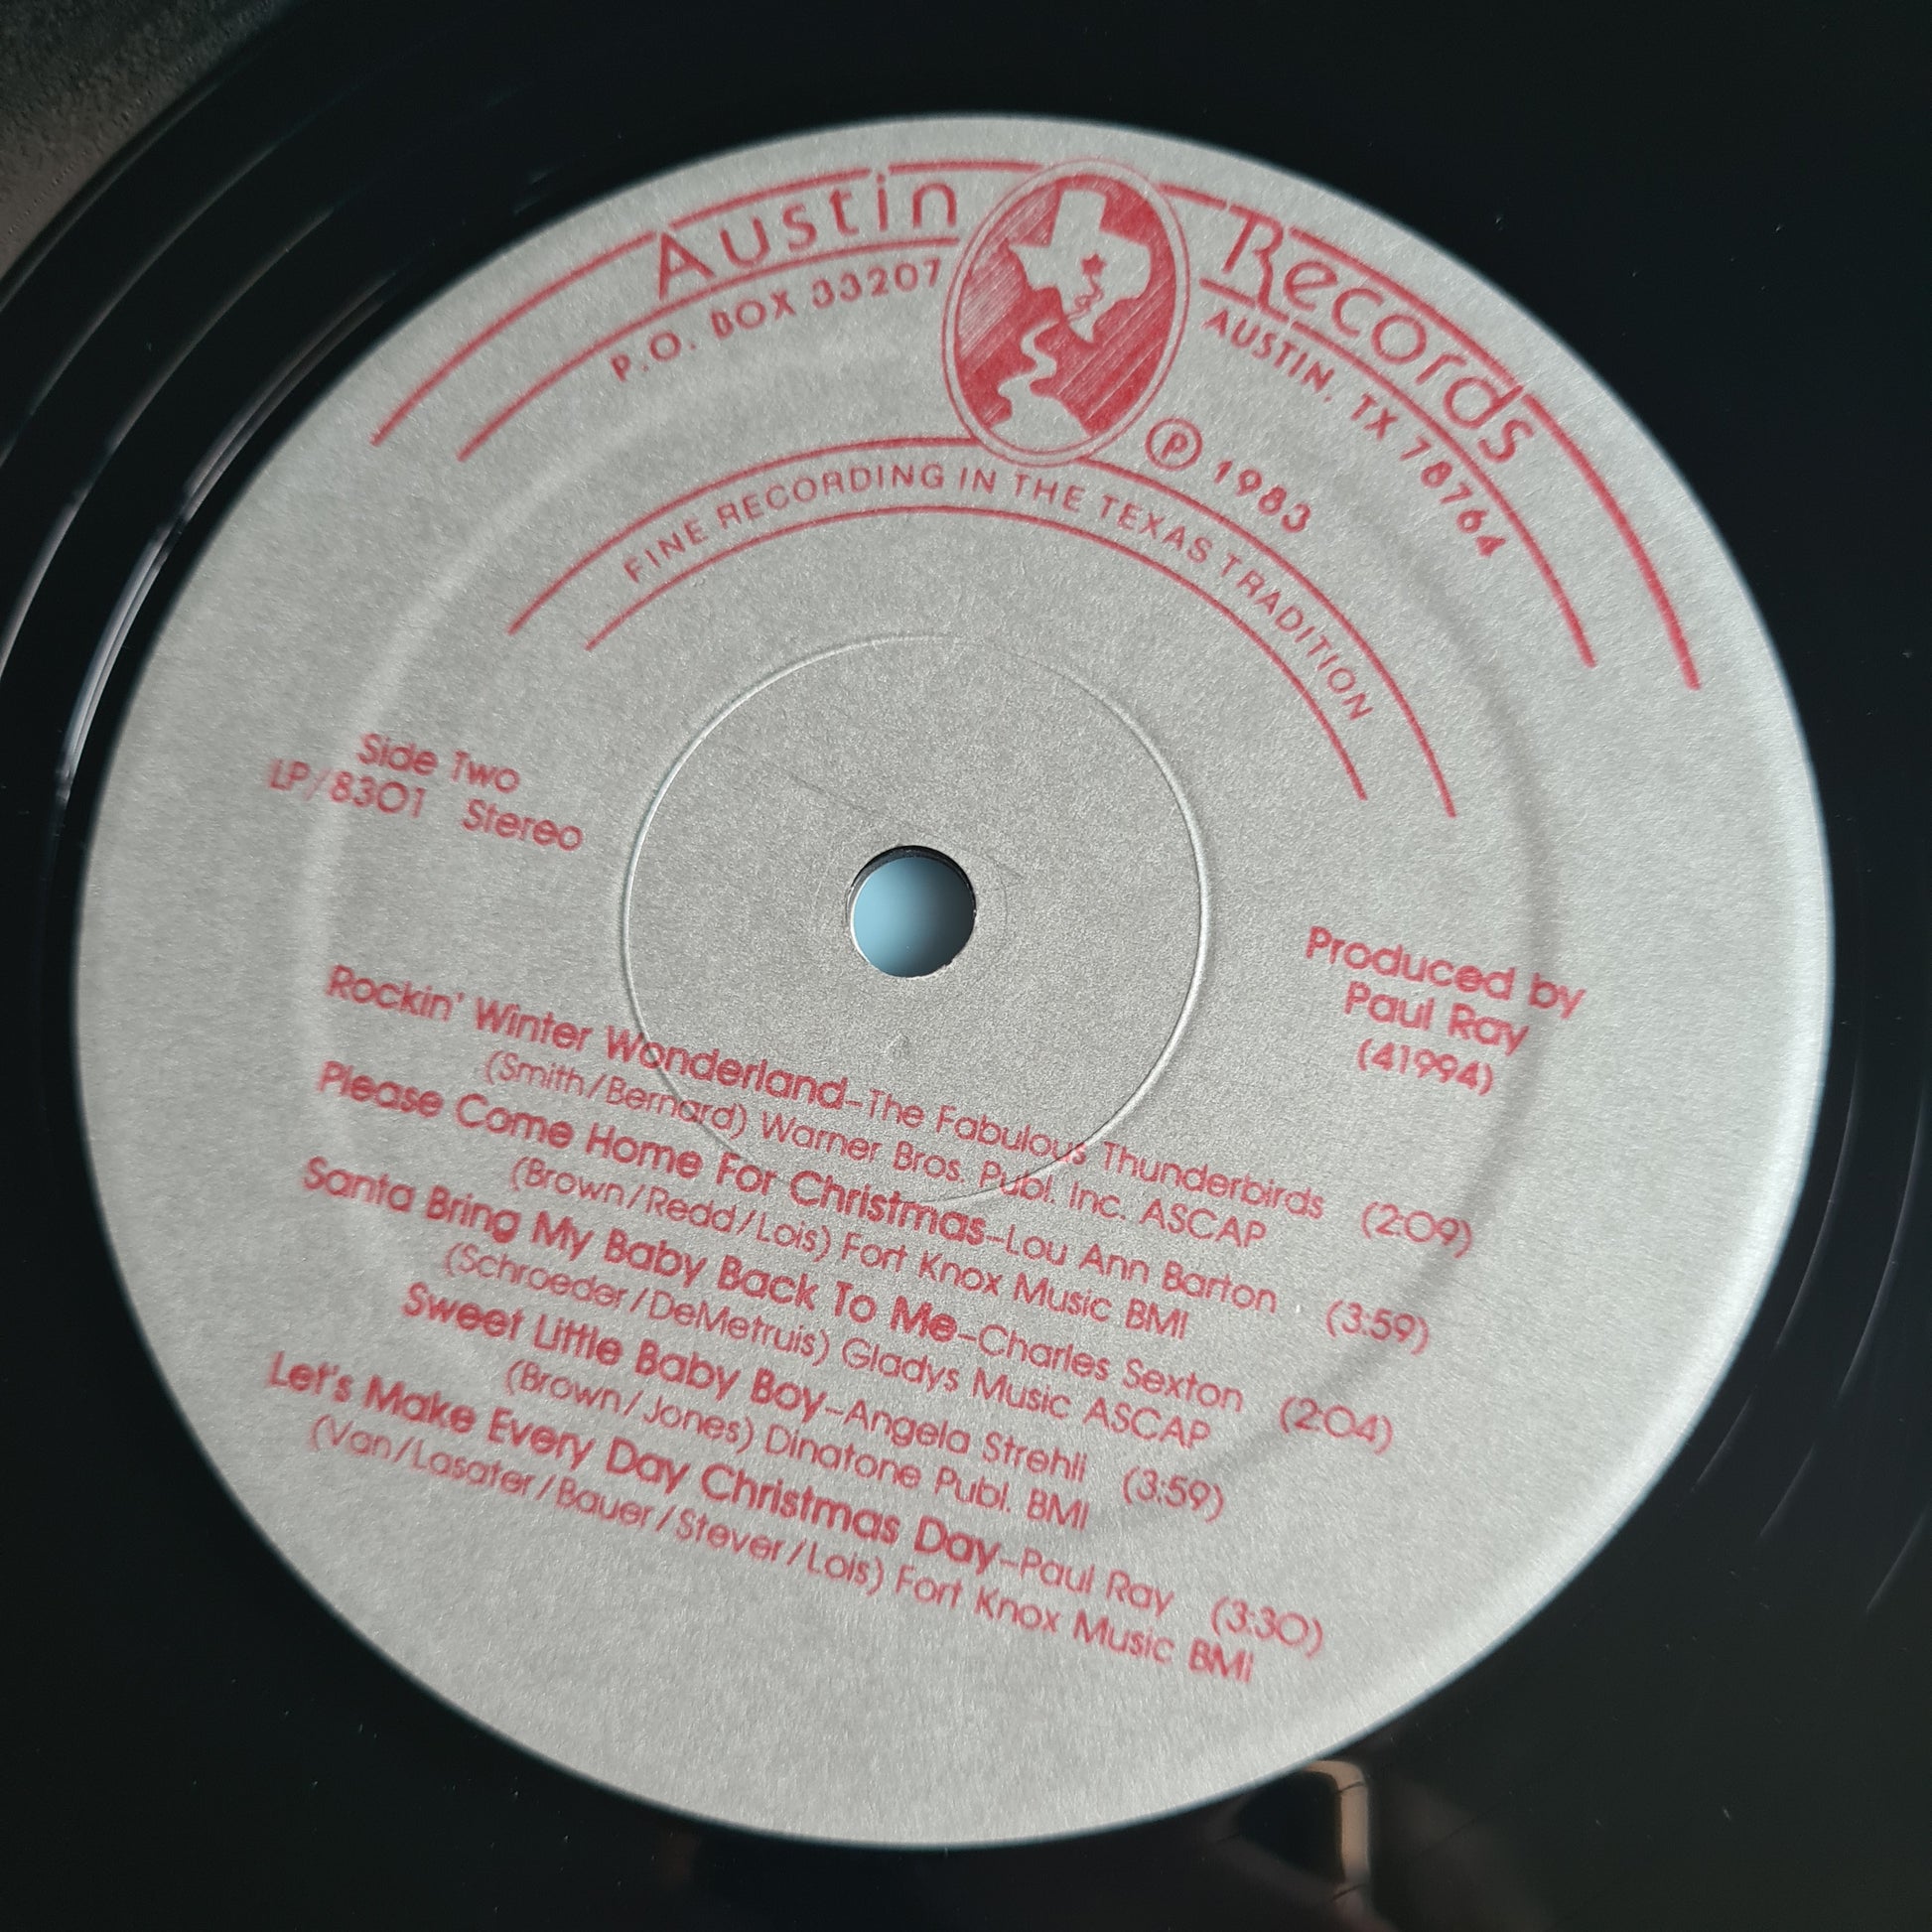 Austin Records
P.O. BOX 33207 AUSTIN, TX 78764
℗ 1983
FINE RECORDING IN THE TEXAS TRADITION
Side Two
LP/8301 Stereo
Produced by
Paul Ray
(41994)
Rockin' Winter Wonderland–The Fabulous Thunderbirds (2:09)
(Smith/Bernard) Warner Bros. Publ. Inc. ASCAP
Please Come Home For Christmas–Lou Ann Barton (3:59)
(Brown/Redd/Lois) Fort Knox Music BMI
Santa Bring My Baby Back To Me–Charles Sexton (2:04)
(Schroeder/DeMetruis) Gladys Music ASCAP
Sweet Little Baby Boy–Angela Strehli (3:59)
(Brown/Jones) Dinatone Publ. BMI
Let's Make Every Day Christmas Day–Paul Ray (3:30)
(Van/Lasater/Bauer/Stever/Lois) Fort Knox Music BMI